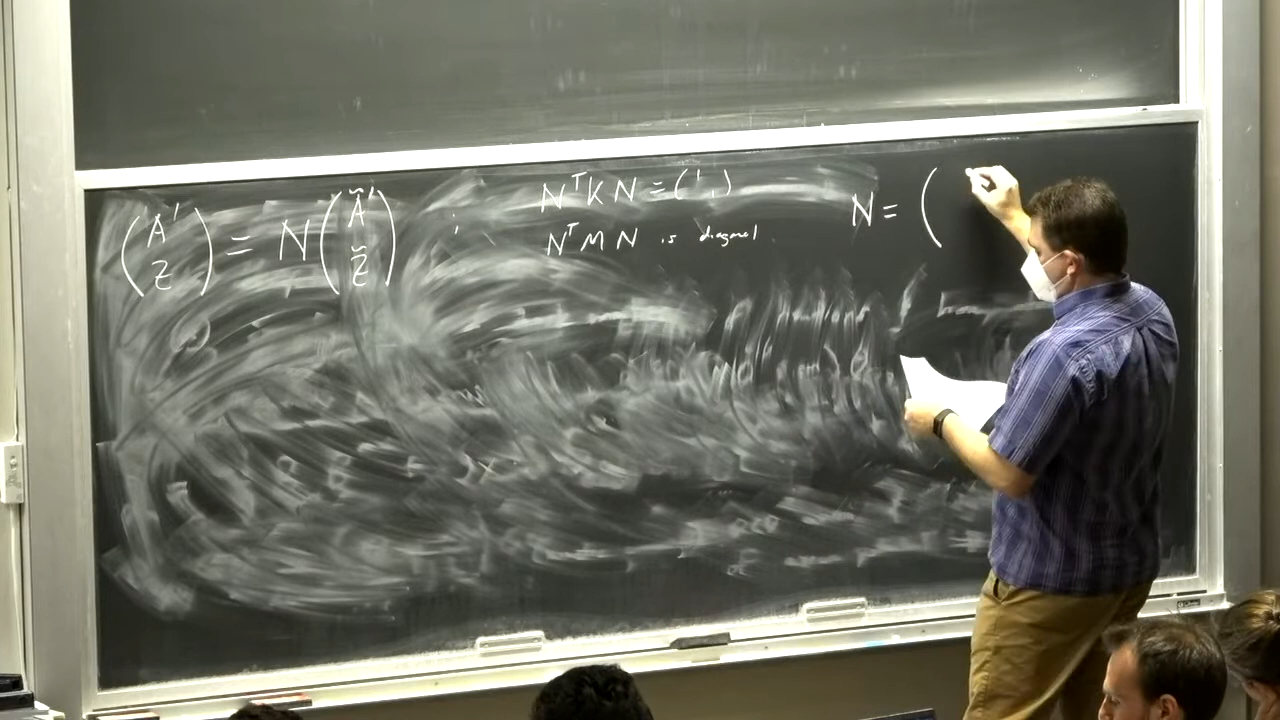 (A' Z) = N(Ã' Z̃) ;
NᵀKN = (1 1)
NᵀMN is diagonal.
N = (